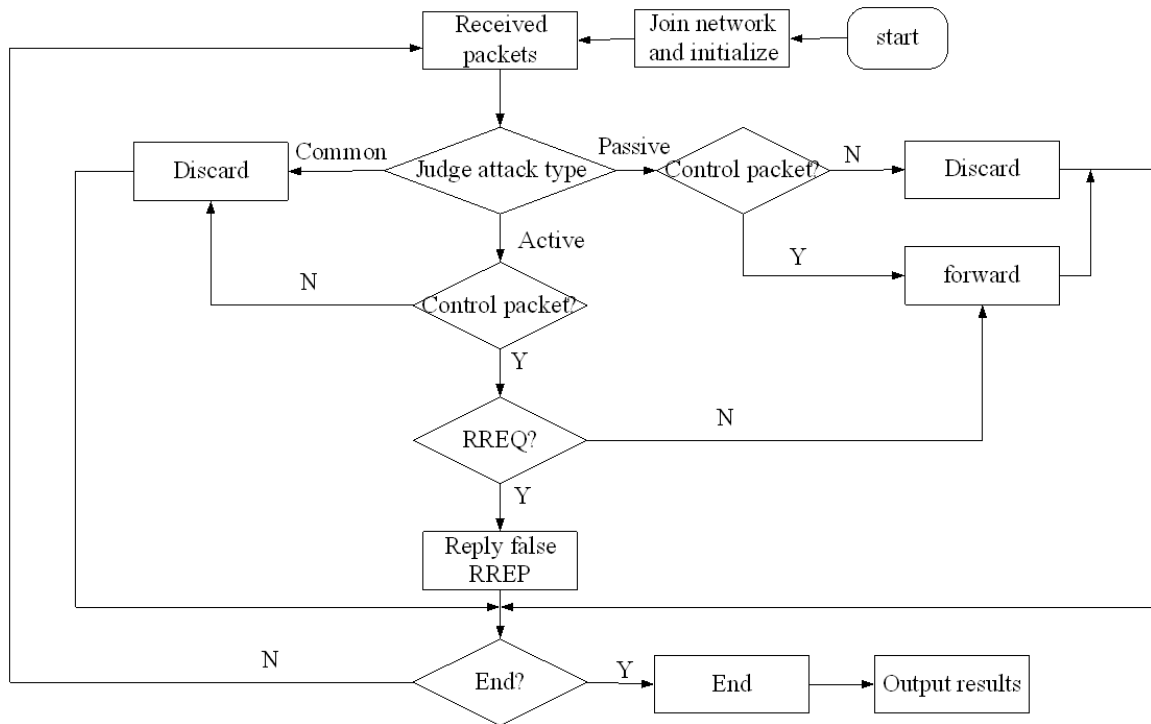 Received
packets
Join network
and initialize
start
Common
Passive
Discard
Judge attack type
Control packet?
N
Discard
Active
Y
forward
N
Control packet?
Y
RREQ?
N
Y
Reply false
RREP
N
End?
Y
End
Output results